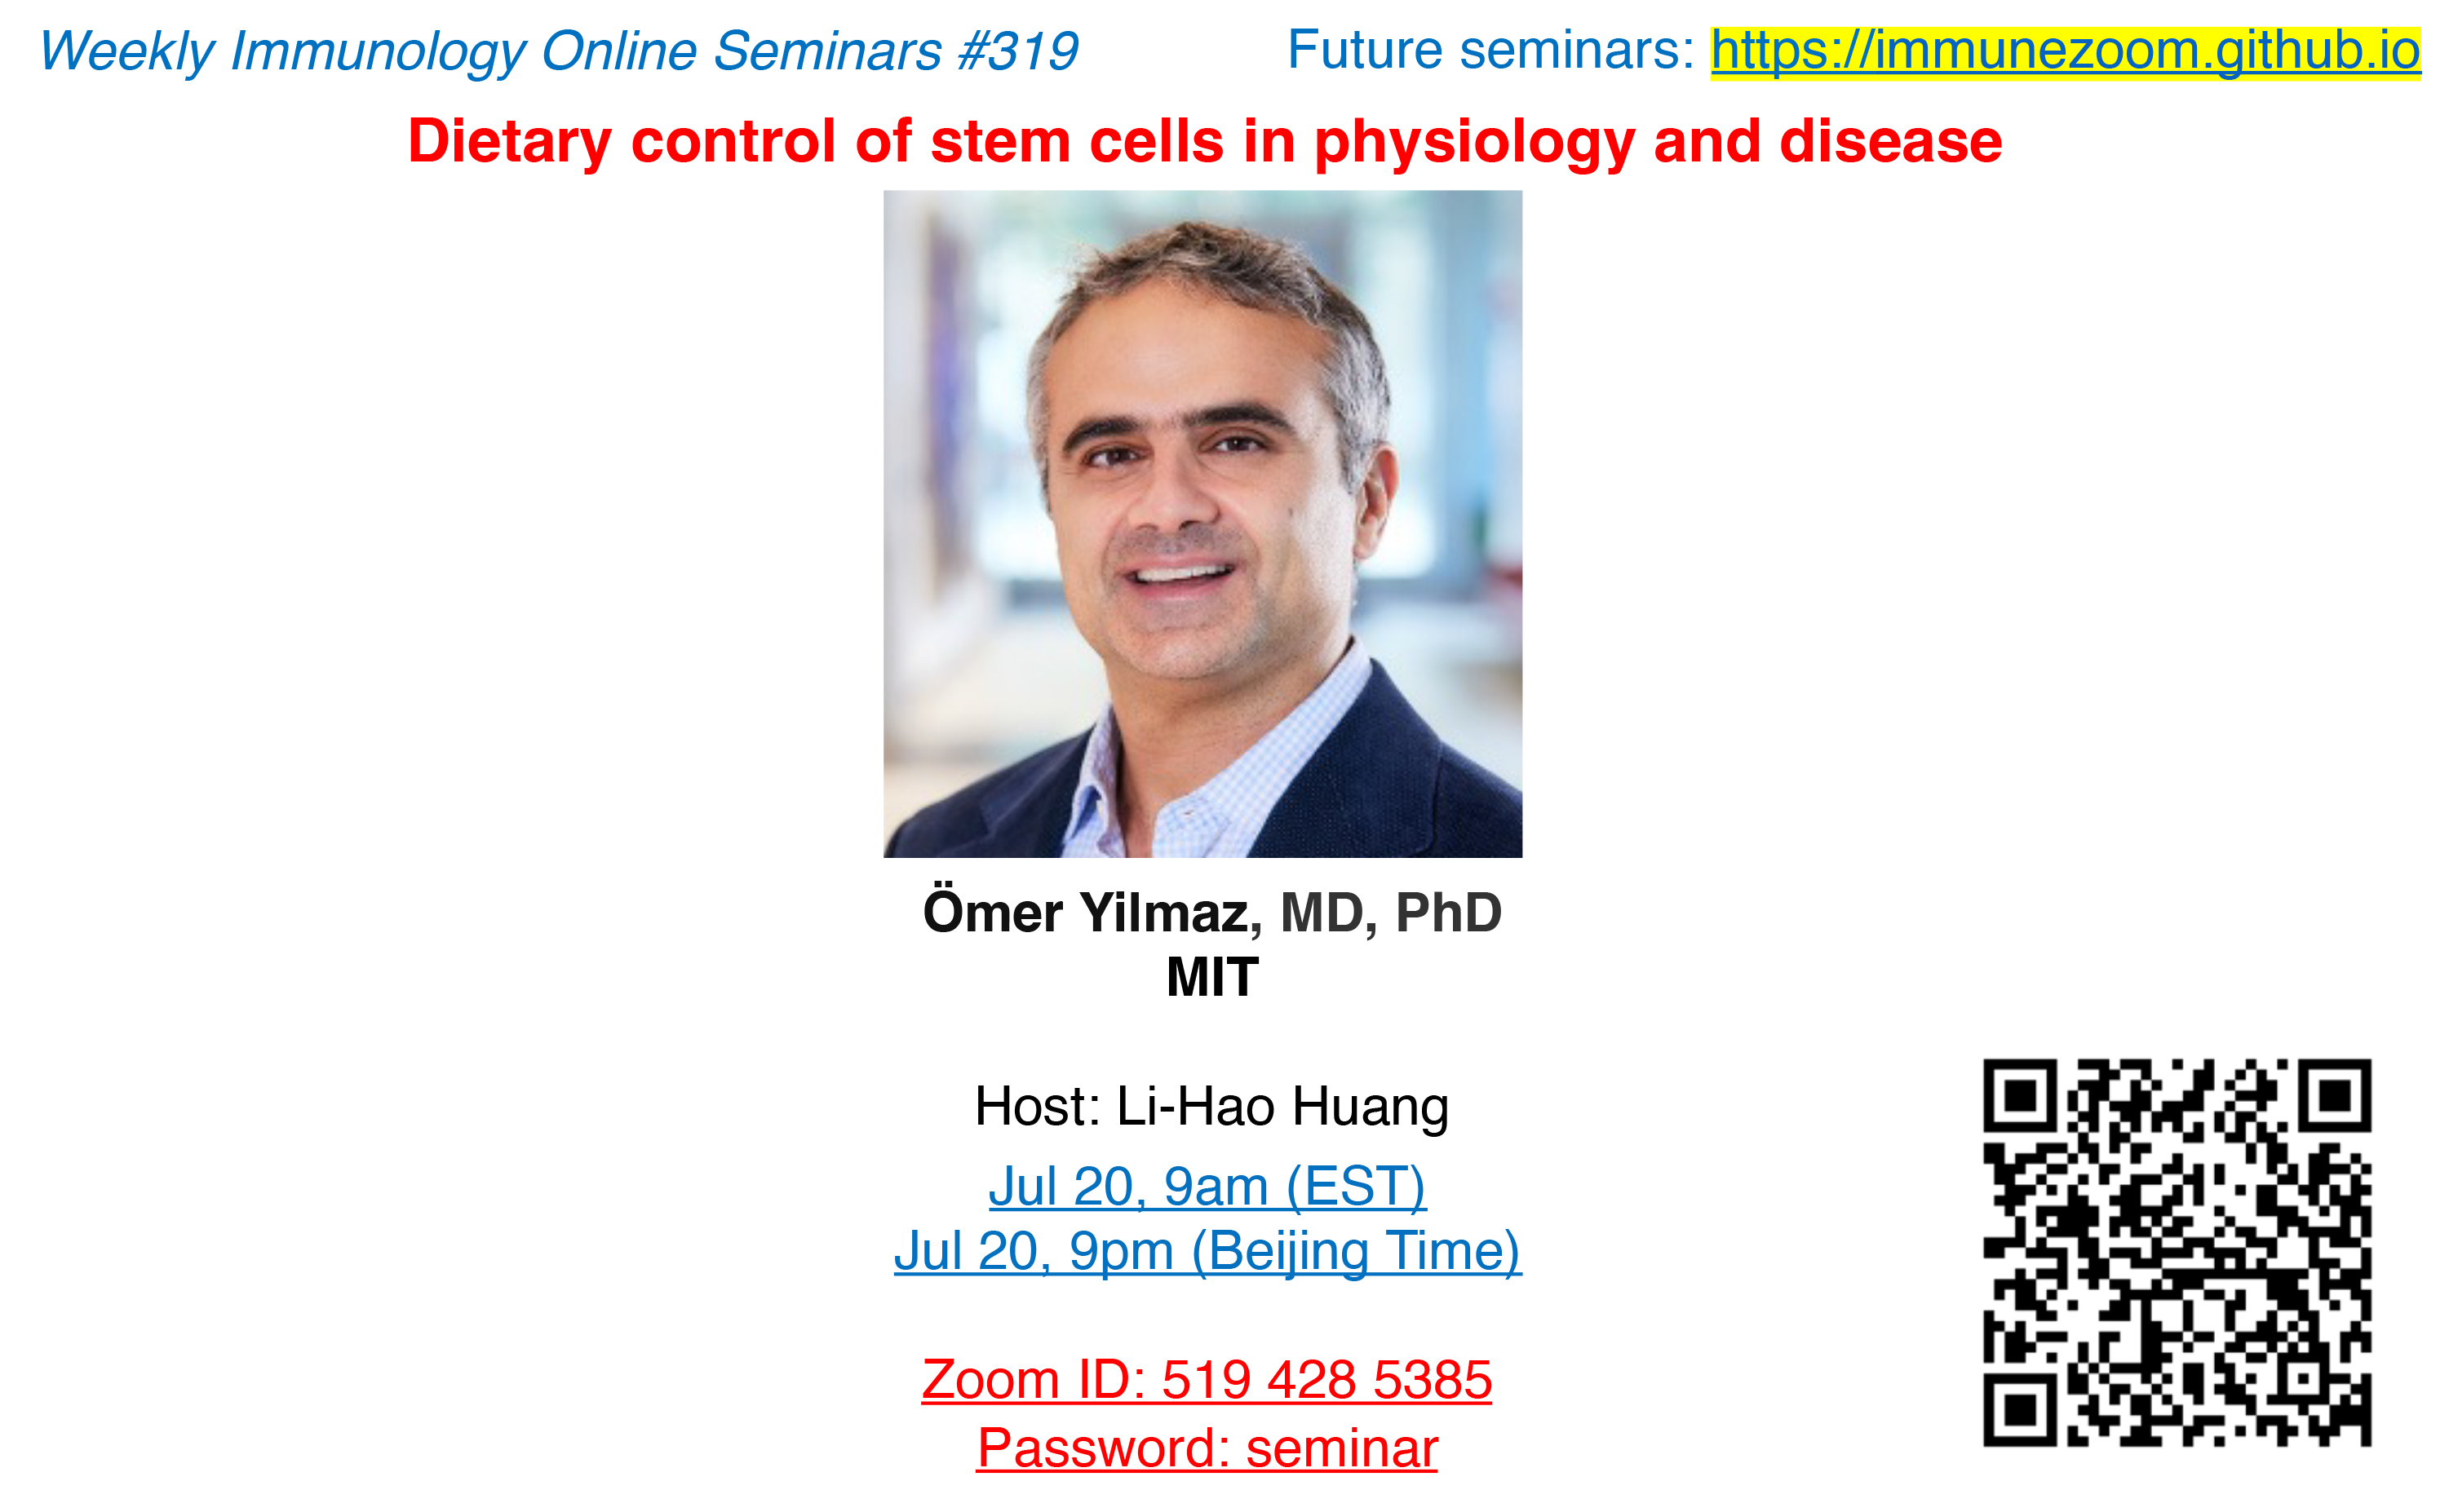 Weekly Immunology Online Seminars #319
Future seminars: https://immunezoom.github.io
Dietary control of stem cells in physiology and disease
Ömer Yilmaz, MD, PhD
MIT
Host: Li-Hao Huang
Jul 20, 9am (EST)
Jul 20, 9pm (Beijing Time)
Zoom ID: 519 428 5385
Password: seminar